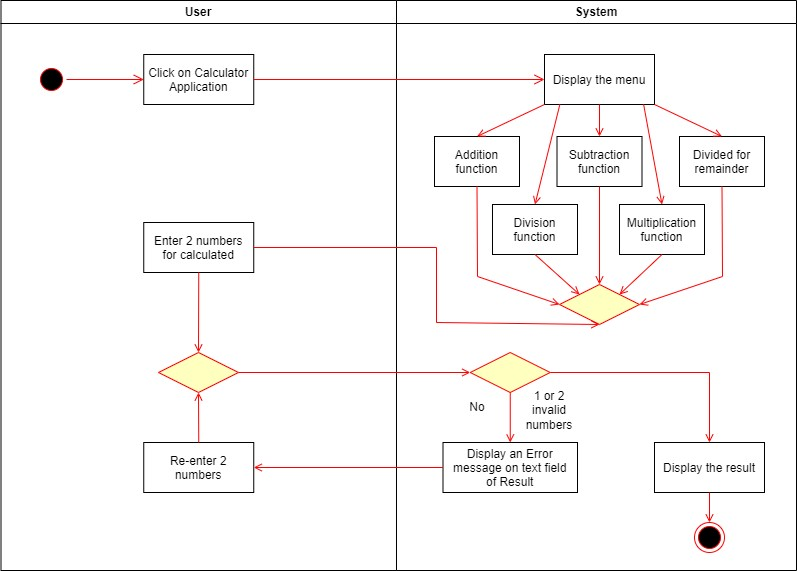 User
System
Click on Calculator
Application
Display the menu
Addition
function
Subtraction
function
Divided for
remainder
Division
function
Multiplication
function
Enter 2 numbers
for calculated
No
1 or 2
invalid
numbers
Re-enter 2
numbers
Display an Error
message on text field
of Result
Display the result